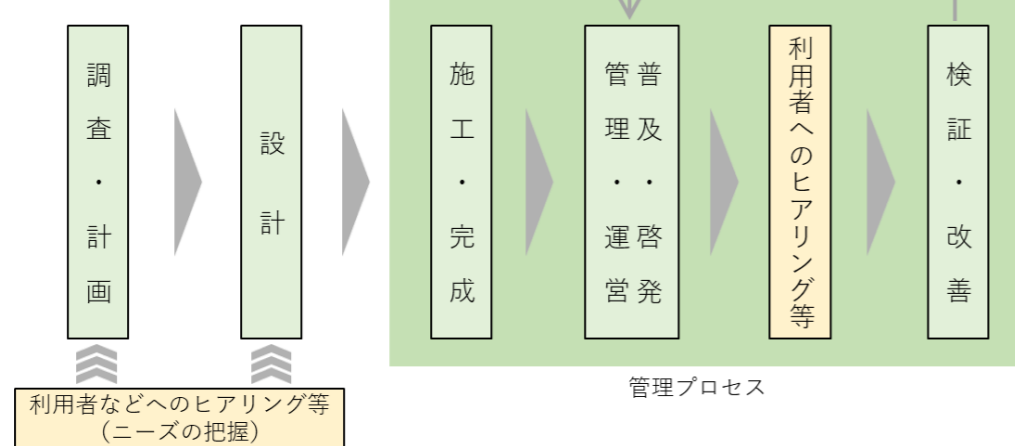 調査・計画
設計
施工・完成
普及・啓発
管理・運営
利用者へのヒアリング等
検証・改善
管理プロセス
利用者などへのヒアリング等
(ニーズの把握)